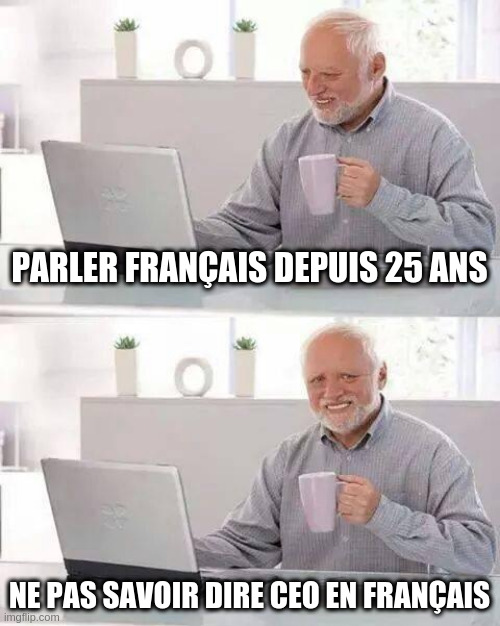 PARLER FRANÇAIS DEPUIS 25 ANS
NE PAS SAVOIR DIRE CEO EN FRANÇAIS
imgflip.com